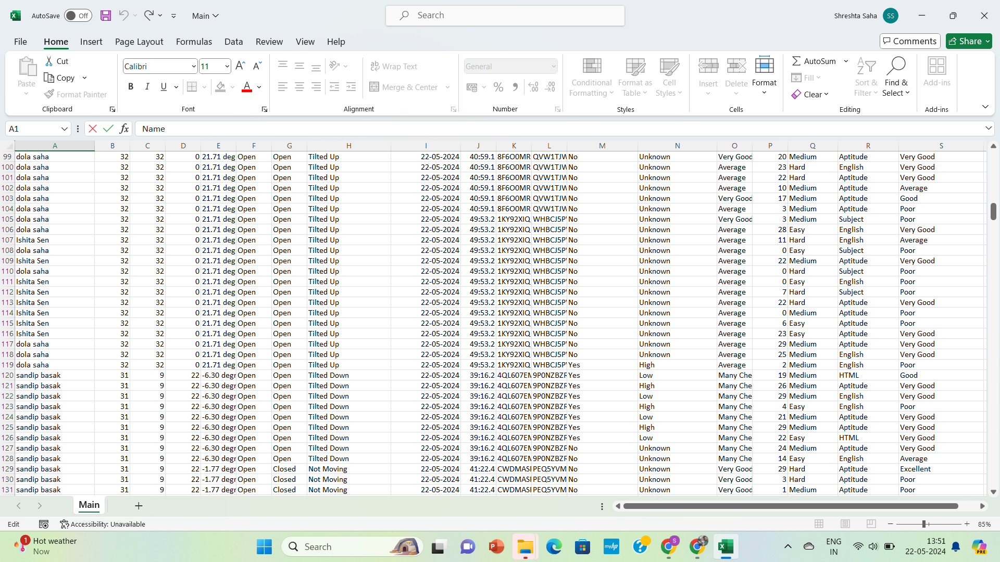 AutoSave Off Main Search Shreshta Saha SS
File Home Insert Page Layout Formulas Data Review View Help Comments Share
Cut Calibri 11 Wrap Text General AutoSum
Paste Copy Insert Delete Format Fill
Format Painter B I U A Merge & Center % Conditional Formatting Format as Table Cell Styles Clear Sort & Filter Find & Select Add-ins
Clipboard Font Alignment Number Styles Cells Editing Add-ins
A1 fx Name
A B C D E F G H I J K L M N O P Q R S
99 dola saha 32 32 0 21.71 deg Open Open Tilted Up 22-05-2024 40:59.1 8F6O0MR QVW1TJW No Unknown Very Good 20 Medium Aptitude Very Good
100 dola saha 32 32 0 21.71 deg Open Open Tilted Up 22-05-2024 40:59.1 8F6O0MR QVW1TJW No Unknown Average 23 Hard English Very Good
101 dola saha 32 32 0 21.71 deg Open Open Tilted Up 22-05-2024 40:59.1 8F6O0MR QVW1TJW No Unknown Average 22 Hard Aptitude Very Good
102 dola saha 32 32 0 21.71 deg Open Open Tilted Up 22-05-2024 40:59.1 8F6O0MR QVW1TJW No Unknown Average 10 Medium Aptitude Average
103 dola saha 32 32 0 21.71 deg Open Open Tilted Up 22-05-2024 40:59.1 8F6O0MR QVW1TJW No Unknown Very Good 17 Medium Aptitude Good
104 dola saha 32 32 0 21.71 deg Open Open Tilted Up 22-05-2024 40:59.1 8F6O0MR QVW1TJW No Unknown Average 3 Medium Aptitude Poor
105 dola saha 32 32 0 21.71 deg Open Open Tilted Up 22-05-2024 49:53.2 1KY92XIQ WHBCJ5P No Unknown Very Good 3 Medium Subject Poor
106 dola saha 32 32 0 21.71 deg Open Open Tilted Up 22-05-2024 49:53.2 1KY92XIQ WHBCJ5P No Unknown Average 28 Easy English Very Good
107 Ishita Sen 32 32 0 21.71 deg Open Open Tilted Up 22-05-2024 49:53.2 1KY92XIQ WHBCJ5P No Unknown Average 11 Hard English Average
108 dola saha 32 32 0 21.71 deg Open Open Tilted Up 22-05-2024 49:53.2 1KY92XIQ WHBCJ5P No Unknown Average 0 Easy Subject Poor
109 Ishita Sen 32 32 0 21.71 deg Open Open Tilted Up 22-05-2024 49:53.2 1KY92XIQ WHBCJ5P No Unknown Average 22 Medium Aptitude Very Good
110 dola saha 32 32 0 21.71 deg Open Open Tilted Up 22-05-2024 49:53.2 1KY92XIQ WHBCJ5P No Unknown Average 0 Hard Subject Poor
111 Ishita Sen 32 32 0 21.71 deg Open Open Tilted Up 22-05-2024 49:53.2 1KY92XIQ WHBCJ5P No Unknown Average 0 Easy English Poor
112 Ishita Sen 32 32 0 21.71 deg Open Open Tilted Up 22-05-2024 49:53.2 1KY92XIQ WHBCJ5P No Unknown Average 7 Hard Subject Poor
113 Ishita Sen 32 32 0 21.71 deg Open Open Tilted Up 22-05-2024 49:53.2 1KY92XIQ WHBCJ5P No Unknown Average 22 Hard Aptitude Very Good
114 Ishita Sen 32 32 0 21.71 deg Open Open Tilted Up 22-05-2024 49:53.2 1KY92XIQ WHBCJ5P No Unknown Average 0 Medium Aptitude Poor
115 Ishita Sen 32 32 0 21.71 deg Open Open Tilted Up 22-05-2024 49:53.2 1KY92XIQ WHBCJ5P No Unknown Average 6 Easy Aptitude Poor
116 Ishita Sen 32 32 0 21.71 deg Open Open Tilted Up 22-05-2024 49:53.2 1KY92XIQ WHBCJ5P No Unknown Average 23 Easy Aptitude Very Good
117 dola saha 32 32 0 21.71 deg Open Open Tilted Up 22-05-2024 49:53.2 1KY92XIQ WHBCJ5P No Unknown Average 29 Medium Aptitude Very Good
118 dola saha 32 32 0 21.71 deg Open Open Tilted Up 22-05-2024 49:53.2 1KY92XIQ WHBCJ5P No Unknown Average 25 Medium English Very Good
119 dola saha 32 32 0 21.71 deg Open Open Tilted Up 22-05-2024 49:53.2 1KY92XIQ WHBCJ5P Yes High Average 2 Medium English Poor
120 sandip basak 31 9 22 -6.30 degr Open Open Tilted Down 22-05-2024 39:16.2 4QL607EM 9P0NZBZR Yes Low Many Che 19 Medium HTML Good
121 sandip basak 31 9 22 -6.30 degr Open Open Tilted Down 22-05-2024 39:16.2 4QL607EM 9P0NZBZR Yes High Many Che 26 Medium Aptitude Very Good
122 sandip basak 31 9 22 -6.30 degr Open Open Tilted Down 22-05-2024 39:16.2 4QL607EM 9P0NZBZR Yes Low Many Che 29 Medium English Very Good
123 sandip basak 31 9 22 -6.30 degr Open Open Tilted Down 22-05-2024 39:16.2 4QL607EM 9P0NZBZR Yes High Many Che 4 Easy English Poor
124 sandip basak 31 9 22 -6.30 degr Open Open Tilted Down 22-05-2024 39:16.2 4QL607EM 9P0NZBZR Yes Low Many Che 21 Medium Aptitude Very Good
125 sandip basak 31 9 22 -6.30 degr Open Open Tilted Down 22-05-2024 39:16.2 4QL607EM 9P0NZBZR Yes High Many Che 29 Medium Aptitude Very Good
126 sandip basak 31 9 22 -6.30 degr Open Open Tilted Down 22-05-2024 39:16.2 4QL607EM 9P0NZBZR Yes Low Many Che 22 Easy HTML Very Good
127 sandip basak 31 9 22 -6.30 degr Open Open Tilted Down 22-05-2024 39:16.2 4QL607EM 9P0NZBZR No Unknown Many Che 24 Medium Aptitude Very Good
128 sandip basak 31 9 22 -6.30 degr Open Open Tilted Down 22-05-2024 39:16.2 4QL607EM 9P0NZBZR No Unknown Many Che 14 Easy English Average
129 sandip basak 31 9 22 -1.77 degr Open Closed Not Moving 22-05-2024 41:22.4 CWDMASI PEQ5YVM No Unknown Very Good 29 Hard Aptitude Excellent
130 sandip basak 31 9 22 -1.77 degr Open Closed Not Moving 22-05-2024 41:22.4 CWDMASI PEQ5YVM No Unknown Very Good 3 Hard Aptitude Poor
131 sandip basak 31 9 22 -1.77 degr Open Closed Not Moving 22-05-2024 41:22.4 CWDMASI PEQ5YVM No Unknown Very Good 1 Medium Aptitude Poor
Main
Edit Accessibility: Unavailable 85%
1 Hot weather
Now
Search
ENG
IN
13:51
22-05-2024